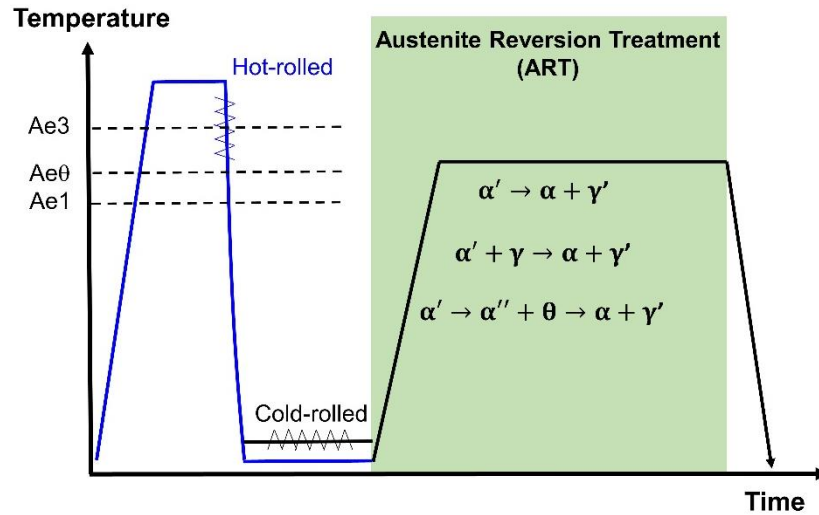 Temperature
Austenite Reversion Treatment
(ART)
Hot-rolled
Ae3
Aeθ
Ae1
α′ → α + γ′
α′ + γ → α + γ′
α′ → α′′ + θ → α + γ′
Cold-rolled
Time